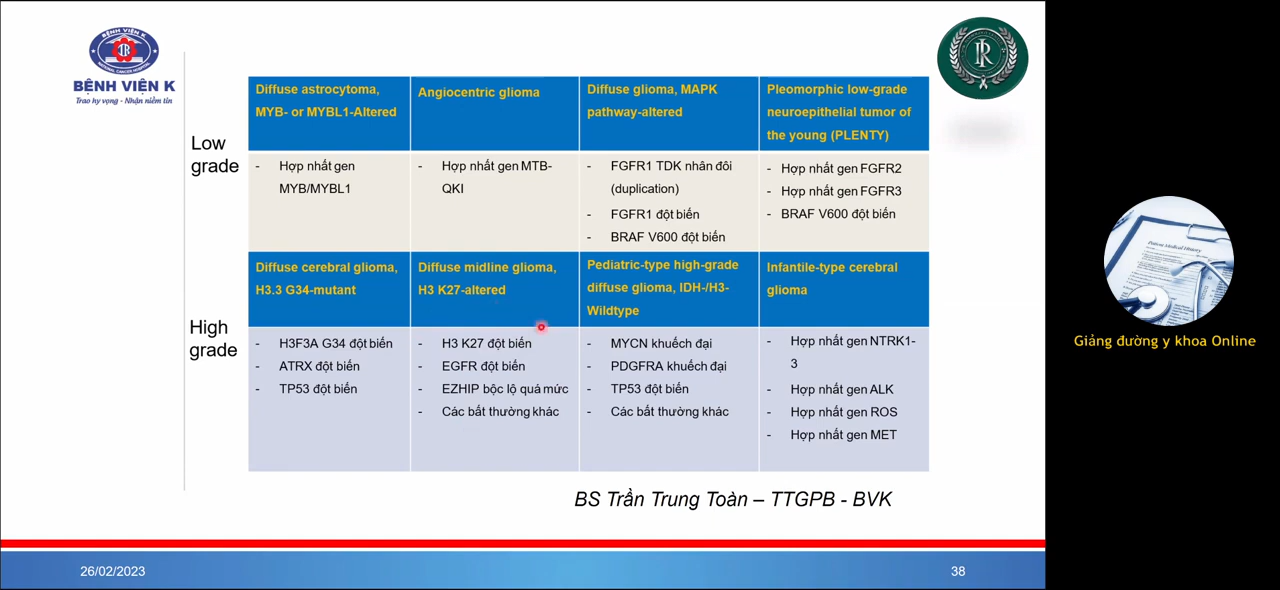 BỆNH VIỆN K
Trao hy vọng - Nhận niềm tin
Low
grade
Diffuse astrocytoma,
MYB- or MYBL1-Altered
Angiocentric glioma
Diffuse glioma, MAPK
pathway-altered
Pleomorphic low-grade
neuroepithelial tumor of
the young (PLENTY)
- Hợp nhất gen
MYB/MYBL1
- Hợp nhất gen MTB-
QKI
- FGFR1 TDK nhân đôi
(duplication)
- FGFR1 đột biến
- BRAF V600 đột biến
- Hợp nhất gen FGFR2
- Hợp nhất gen FGFR3
- BRAF V600 đột biến
High
grade
Diffuse cerebral glioma,
H3.3 G34-mutant
Diffuse midline glioma,
H3 K27-altered
Pediatric-type high-grade
diffuse glioma, IDH-/H3-
Wildtype
Infantile-type cerebral
glioma
- H3F3A G34 đột biến
- ATRX đột biến
- TP53 đột biến
- H3 K27 đột biến
- EGFR đột biến
- EZHIP bộc lộ quá mức
- Các bất thường khác
- MYCN khuếch đại
- PDGFRA khuếch đại
- TP53 đột biến
- Các bất thường khác
- Hợp nhất gen NTRK1-
3
- Hợp nhất gen ALK
- Hợp nhất gen ROS
- Hợp nhất gen MET
BS Trần Trung Toàn – TTGPB - BVK
26/02/2023
38
Giảng đường y khoa Online